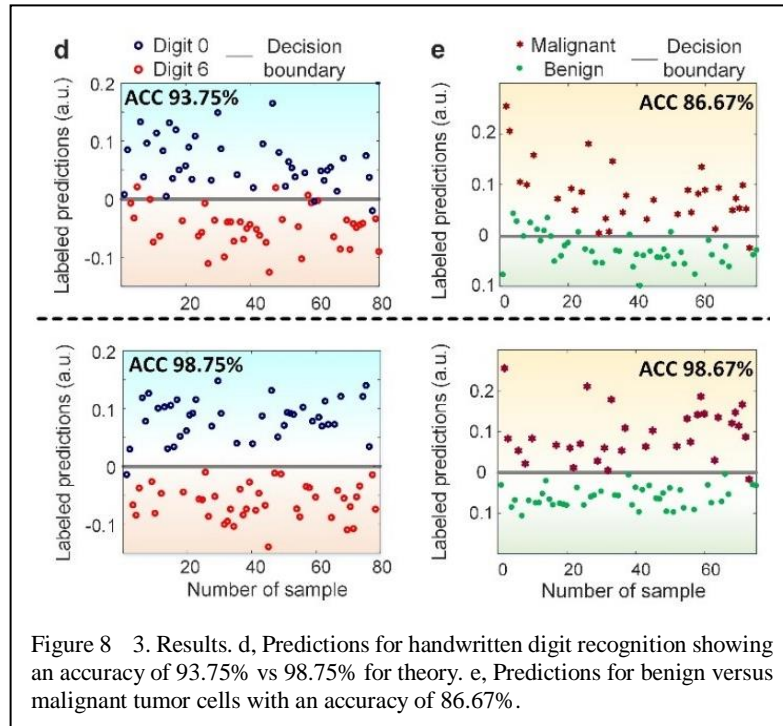 d
Digit 0
Digit 6
Decision boundary
ACC 93.75%
Labeled predictions (a.u.)
0.2
0.1
0
-0.1
0
20
40
60
80
e
Malignant
Benign
Decision boundary
ACC 86.67%
Labeled predictions (a.u.)
0.2
0.1
0
0.1
0
20
40
60
ACC 98.75%
Labeled predictions (a.u.)
0.2
0.1
0
-0.1
20
40
60
80
Number of sample
ACC 98.67%
Labeled predictions (a.u.)
0.2
0.1
0
0.1
0
20
40
60
Number of sample
Figure 8 3. Results. d, Predictions for handwritten digit recognition showing
an accuracy of 93.75% vs 98.75% for theory. e, Predictions for benign versus
malignant tumor cells with an accuracy of 86.67%.